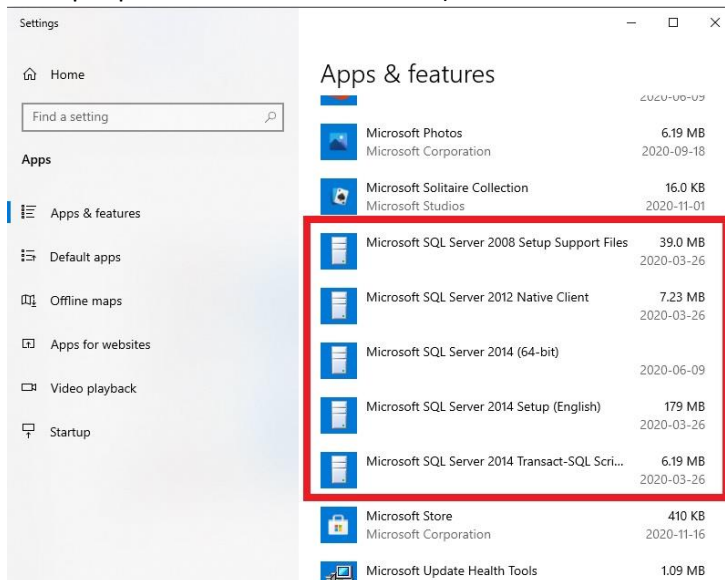 Settings
Home
Find a setting
Apps
Apps & features
Default apps
Offline maps
Apps for websites
Video playback
Startup
Apps & features
2020-06-09
Microsoft Photos 6.19 MB
Microsoft Corporation 2020-09-18
Microsoft Solitaire Collection 16.0 KB
Microsoft Studios 2020-11-01
Microsoft SQL Server 2008 Setup Support Files 39.0 MB
2020-03-26
Microsoft SQL Server 2012 Native Client 7.23 MB
2020-03-26
Microsoft SQL Server 2014 (64-bit)
2020-06-09
Microsoft SQL Server 2014 Setup (English) 179 MB
2020-03-26
Microsoft SQL Server 2014 Transact-SQL Scri... 6.19 MB
2020-03-26
Microsoft Store 410 KB
Microsoft Corporation 2020-11-16
Microsoft Update Health Tools 1.09 MB